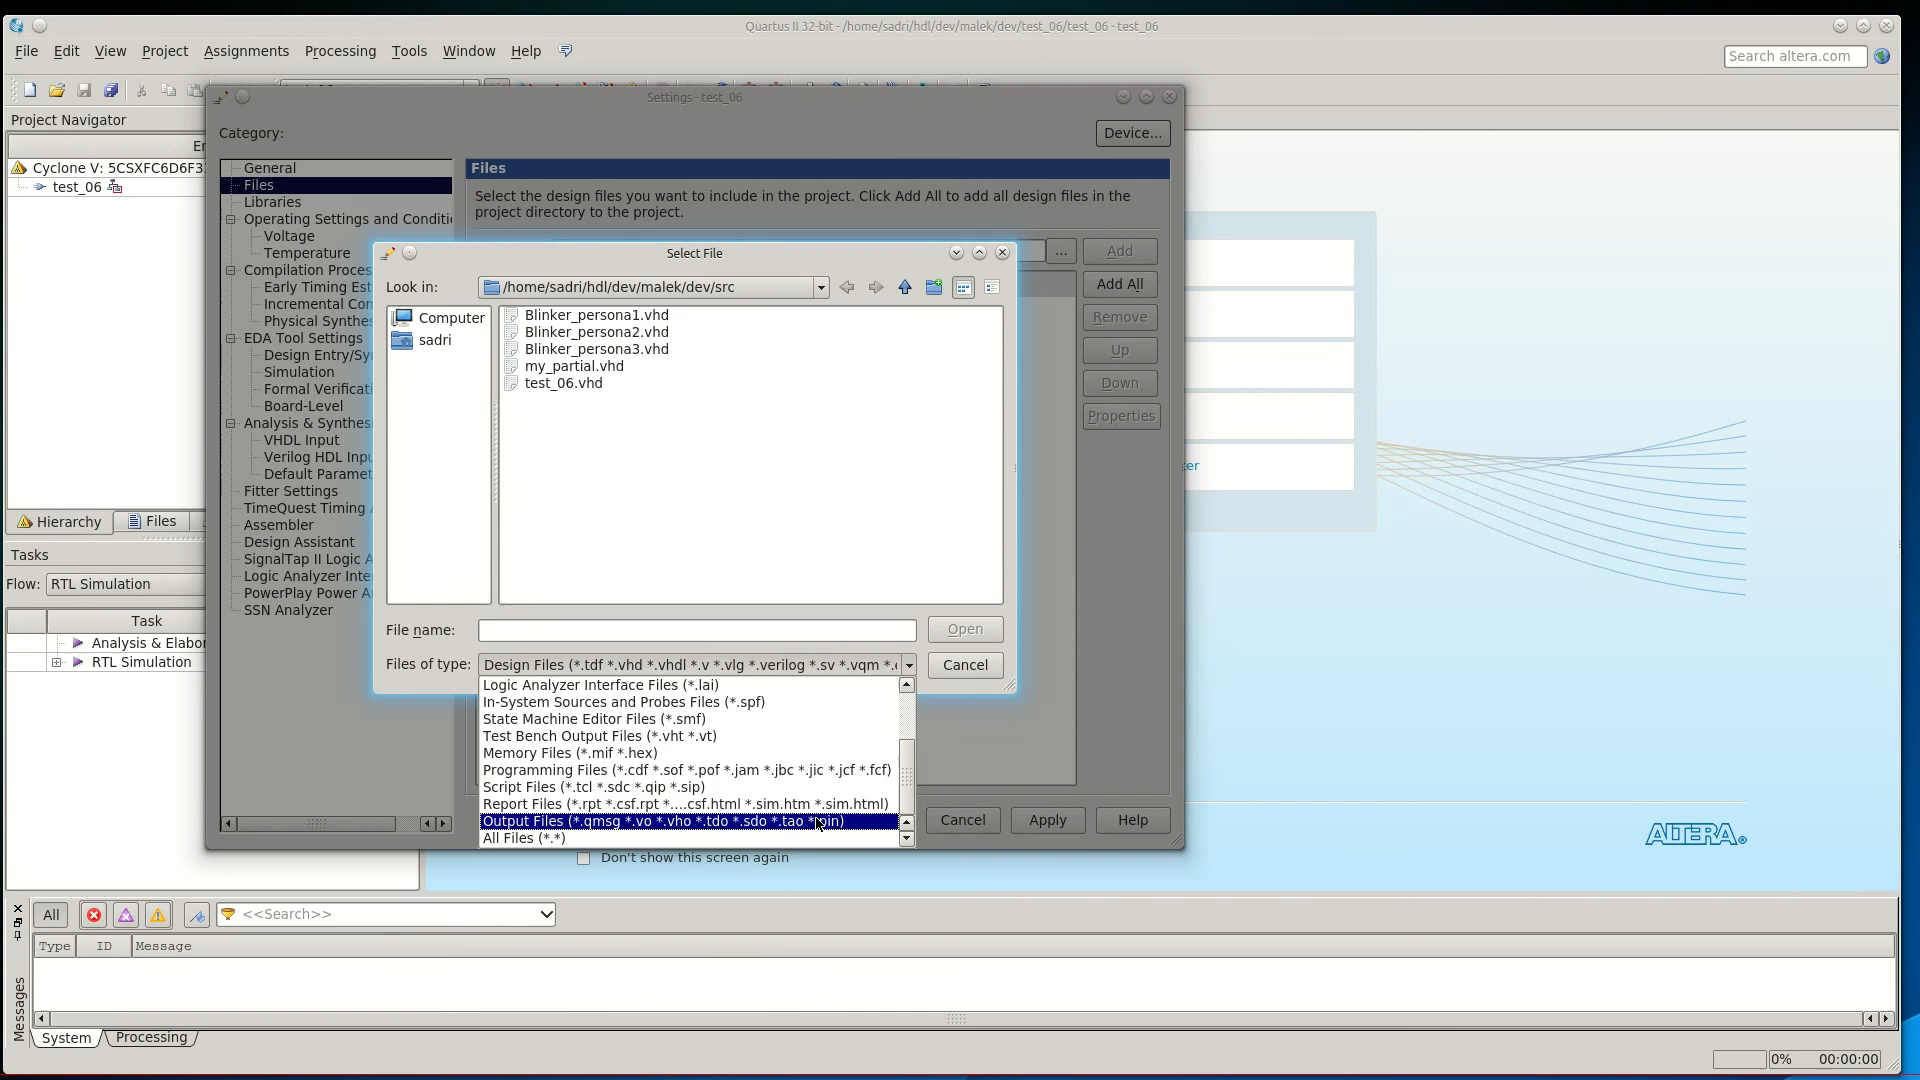 Quartus II 32-bit - /home/sadri/hdl/dev/malek/dev/test_06/test_06 - test_06
File Edit View Project Assignments Processing Tools Window Help
Search altera.com
Project Navigator
Cyclone V: 5CSXFC6D6F3
test_06
Hierarchy
Files
Tasks
Flow: RTL Simulation
Task
Analysis & Elabor
RTL Simulation
Settings - test_06
Category:
Device...
General
Files
Libraries
Operating Settings and Conditi
Voltage
Temperature
Compilation Proces
Early Timing Est
Incremental Con
Physical Synthes
EDA Tool Settings
Design Entry/Sy
Simulation
Formal Verificati
Board-Level
Analysis & Synthesi
VHDL Input
Verilog HDL Inpu
Default Paramet
Fitter Settings
TimeQuest Timing
Assembler
Design Assistant
SignalTap II Logic A
Logic Analyzer Inte
PowerPlay Power A
SSN Analyzer
Files
Select the design files you want to include in the project. Click Add All to add all design files in the
project directory to the project.
...
Add
Add All
Remove
Up
Down
Properties
Select File
Look in: /home/sadri/hdl/dev/malek/dev/src
Computer
sadri
Blinker_persona1.vhd
Blinker_persona2.vhd
Blinker_persona3.vhd
my_partial.vhd
test_06.vhd
File name:
Open
Files of type: Design Files (*.tdf *.vhd *.vhdl *.v *.vlg *.verilog *.sv *.vqm *.
Cancel
Logic Analyzer Interface Files (*.lai)
In-System Sources and Probes Files (*.spf)
State Machine Editor Files (*.smf)
Test Bench Output Files (*.vht *.vt)
Memory Files (*.mif *.hex)
Programming Files (*.cdf *.sof *.pof *.jam *.jbc *.jic *.jcf *.fcf)
Script Files (*.tcl *.sdc *.qip *.sip)
Report Files (*.rpt *.csf.rpt *....csf.html *.sim.htm *.sim.html)
Output Files (*.qmsg *.vo *.vho *.tdo *.sdo *.tao *.pin)
All Files (*.*)
Cancel
Apply
Help
Don't show this screen again
ALTERA
All
<<Search>>
Type ID Message
Messages
System
Processing
0% 00:00:00